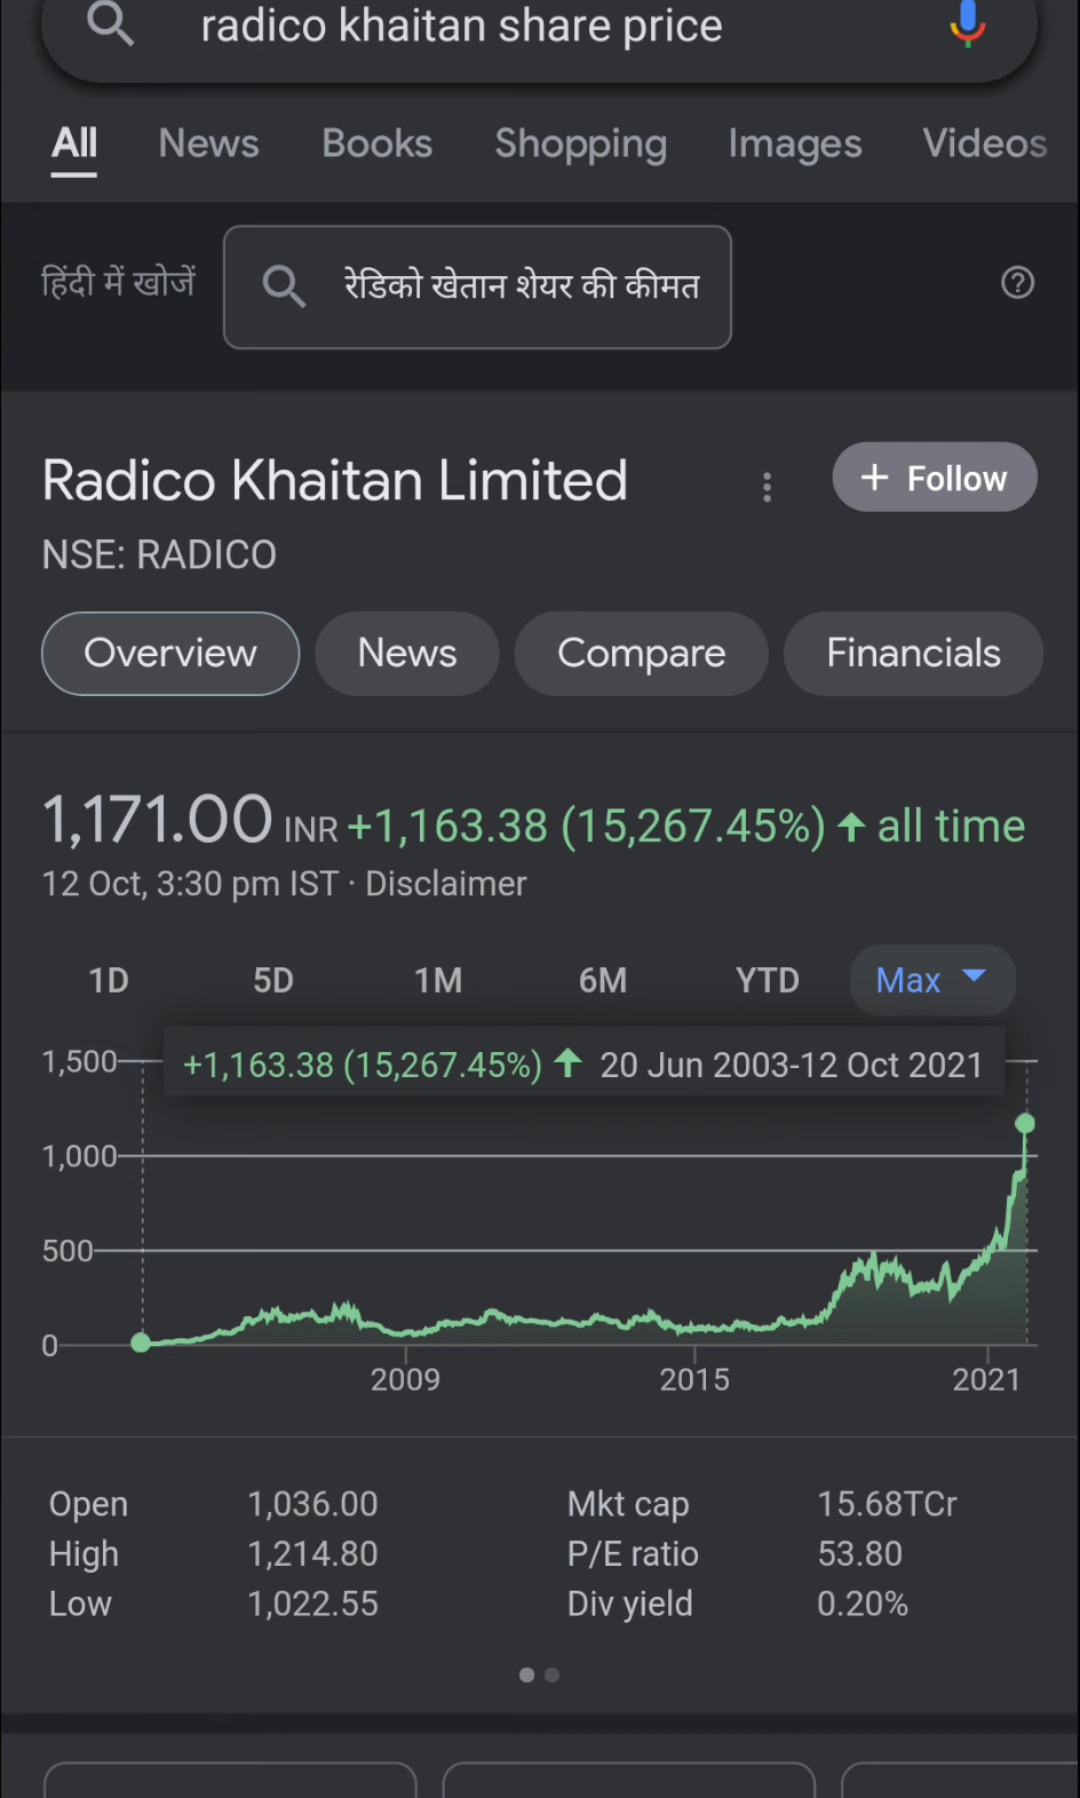 radico khaitan share price
All News Books Shopping Images Videos
हिंदी में खोजें रेडिको खेतान शेयर की कीमत
Radico Khaitan Limited
+ Follow
NSE: RADICO
Overview News Compare Financials
1,171.00 INR +1,163.38 (15,267.45%) ↑ all time
12 Oct, 3:30 pm IST · Disclaimer
1D 5D 1M 6M YTD Max
+1,163.38 (15,267.45%) ↑ 20 Jun 2003-12 Oct 2021
1,500
1,000
500
0
2009 2015 2021
Open 1,036.00 Mkt cap 15.68TCr
High 1,214.80 P/E ratio 53.80
Low 1,022.55 Div yield 0.20%